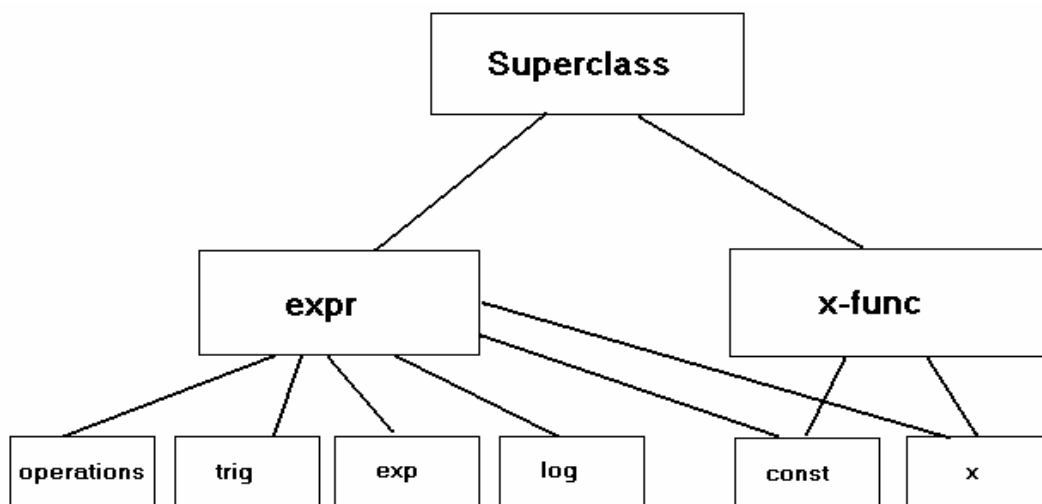 Superclass
expr
x-func
operations
trig
exp
log
const
x